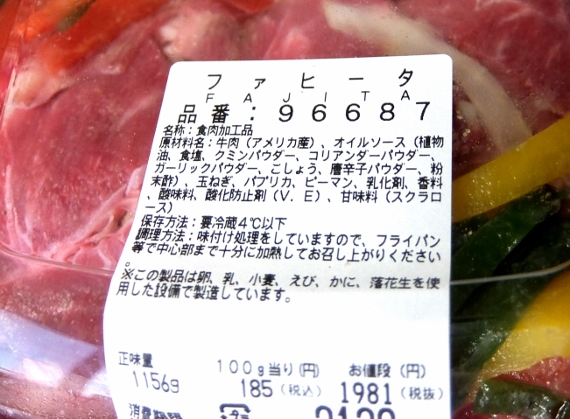 ファヒータ
FAJITA
品番:96687
名称:食肉加工品
原材料名:牛肉(アメリカ産)、オイルソース(植物
油、食塩、クミンパウダー、コリアンダーパウダー、
ガーリックパウダー、こしょう、唐辛子パウダー、粉
末酢)、玉ねぎ、パプリカ、ピーマン、乳化剤、香料
、酸味料、酸化防止剤(V.E)、甘味料(スクラロ
ース)
保存方法:要冷蔵4℃以下
調理方法:味付け処理をしていますので、フライパン
等で中心部まで十分に加熱してお召し上がりください
。
※この製品は卵、乳、小麦、えび、かに、落花生を使
用した設備で製造しています。
正味量 100g当り(円) お値段(円)
1156g 185(税込) 1981(税抜)
消費期限